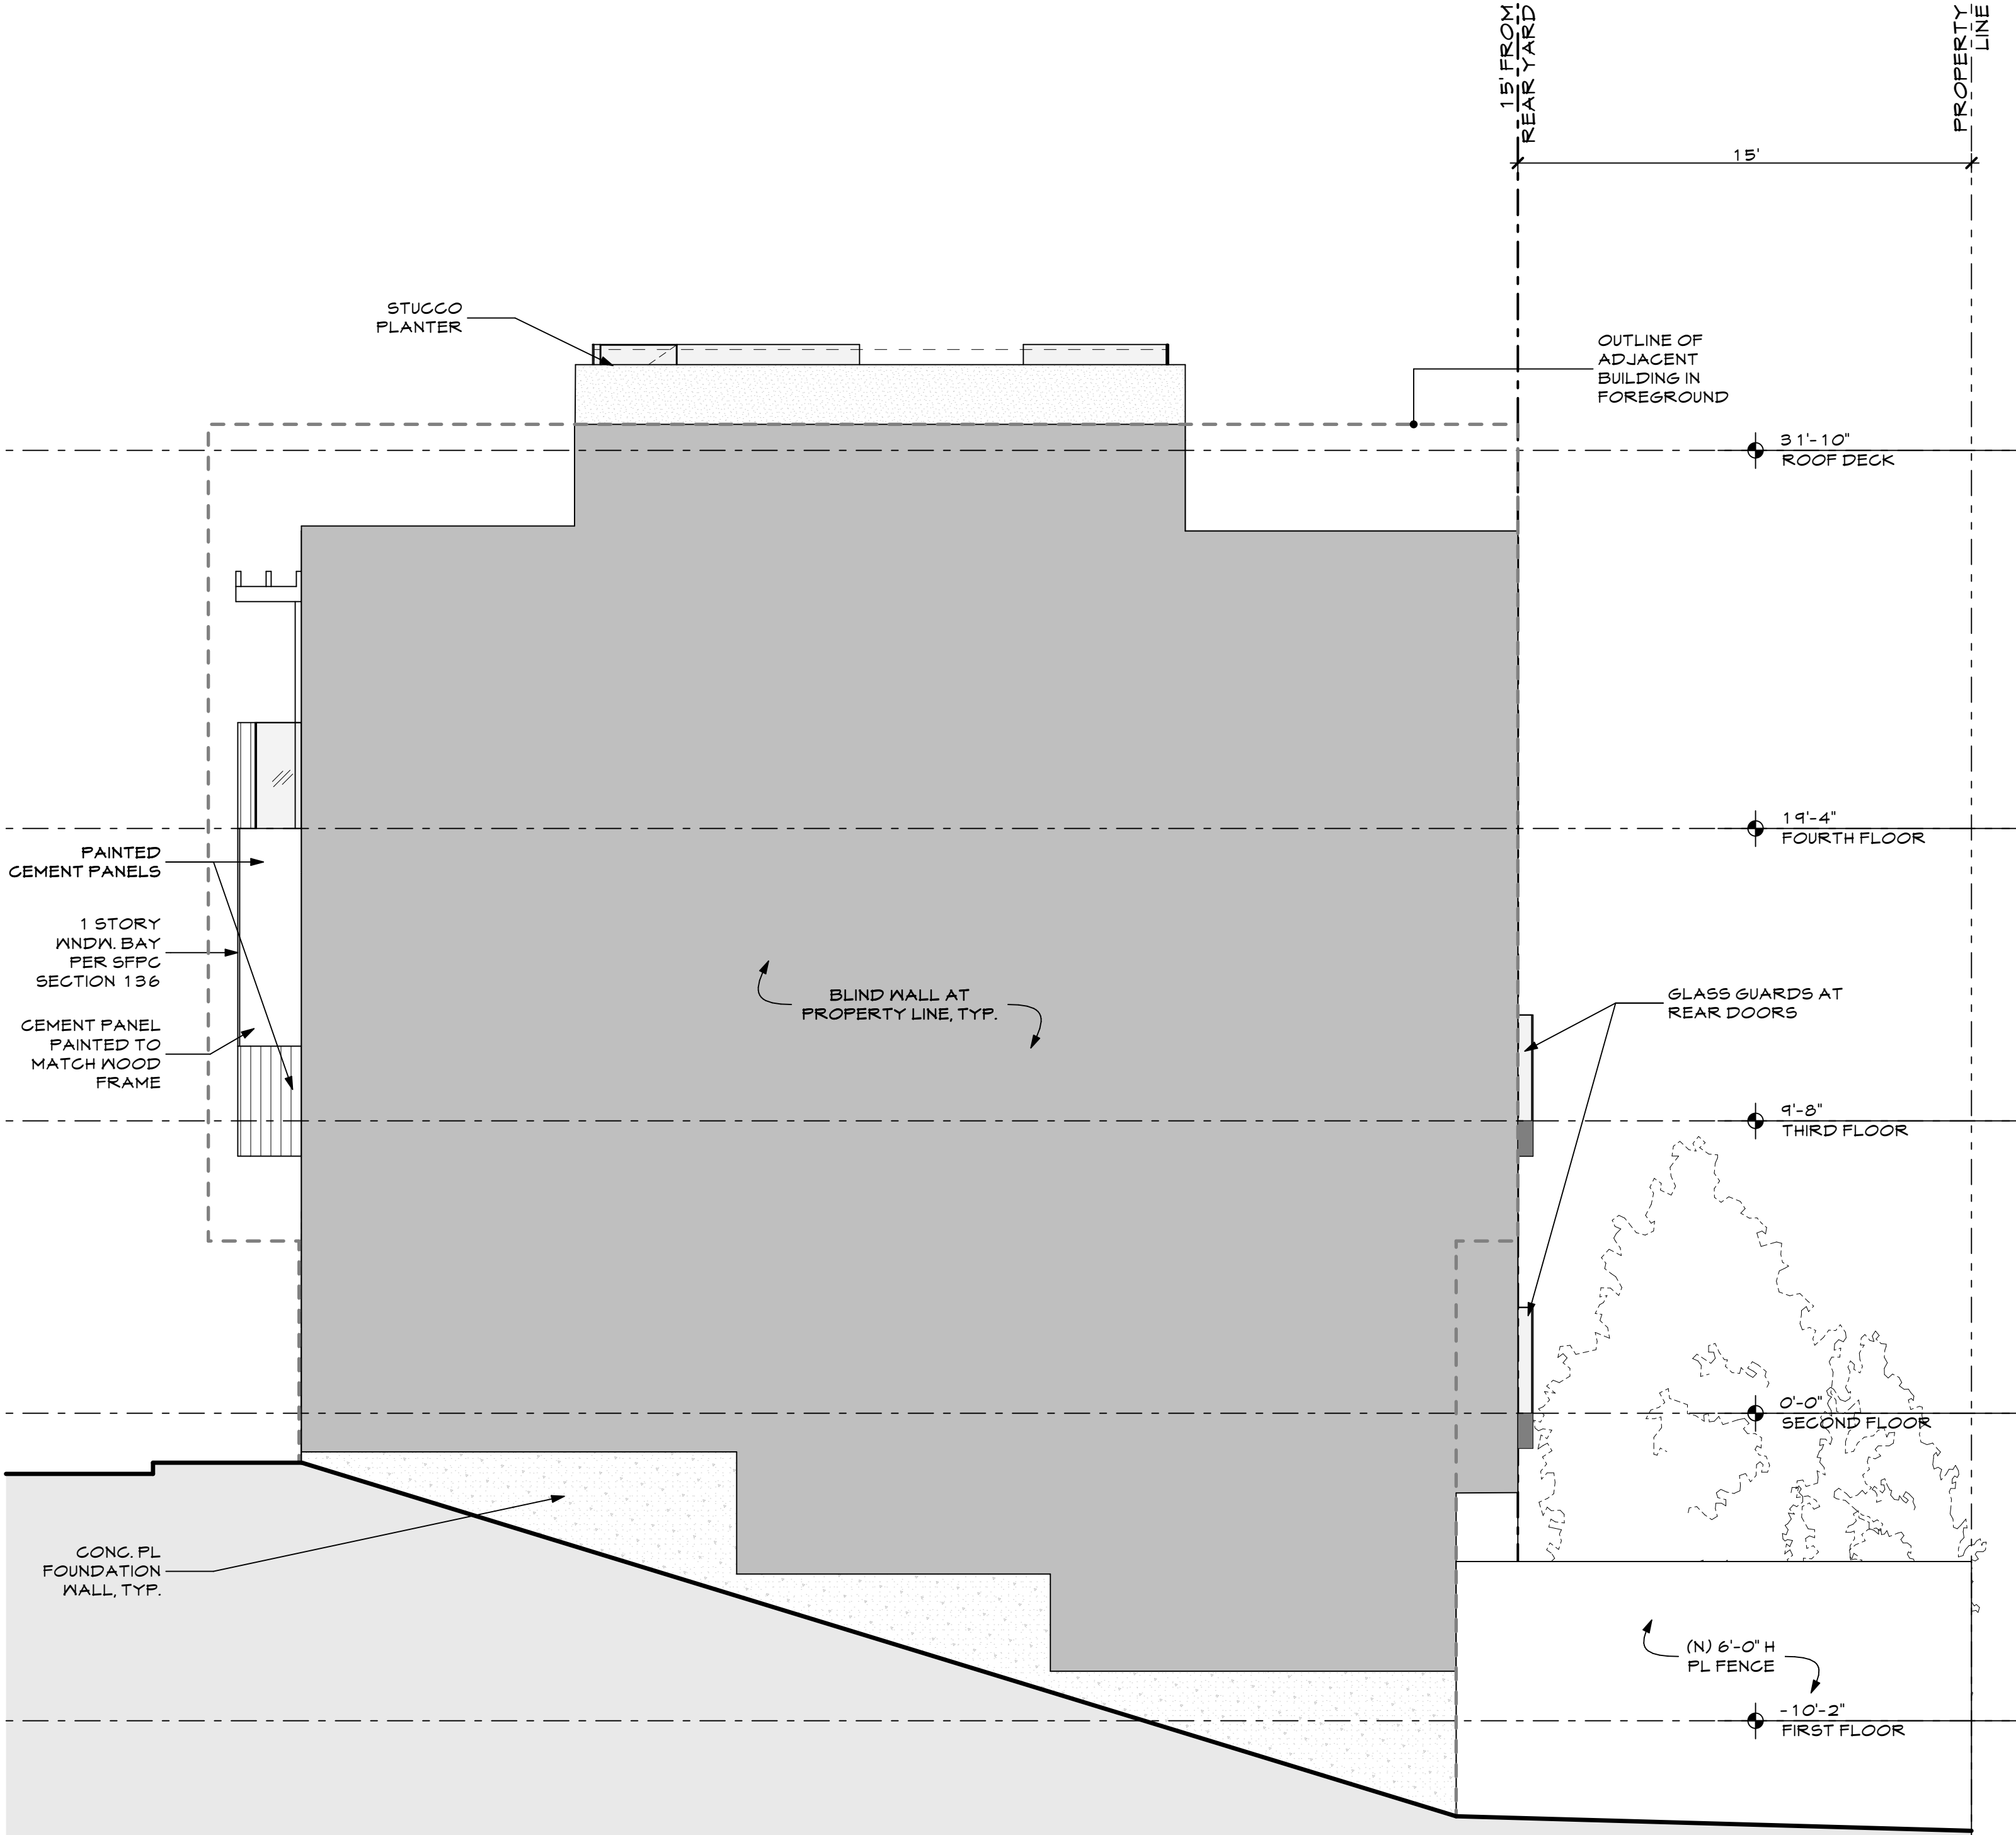 15' FROM
REAR YARD
PROPERTY
LINE
15'
STUCCO
PLANTER
OUTLINE OF
ADJACENT
BUILDING IN
FOREGROUND
31'-10"
ROOF DECK
19'-4"
FOURTH FLOOR
PAINTED
CEMENT PANELS
1 STORY
WNDW. BAY
PER SFPC
SECTION 136
CEMENT PANEL
PAINTED TO
MATCH WOOD
FRAME
BLIND WALL AT
PROPERTY LINE, TYP.
GLASS GUARDS AT
REAR DOORS
9'-8"
THIRD FLOOR
0'-0"
SECOND FLOOR
CONC. PL
FOUNDATION
WALL, TYP.
(N) 6'-0" H
PL FENCE
-10'-2"
FIRST FLOOR